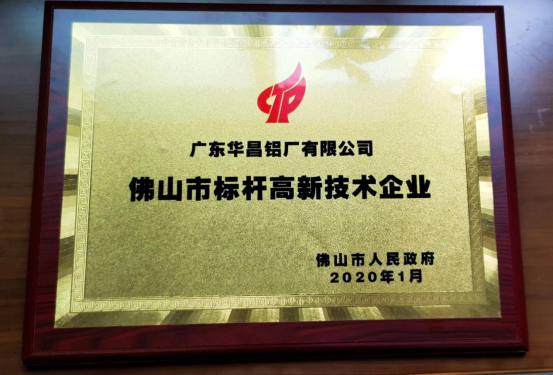 广东华昌铝厂有限公司
佛山市标杆高新技术企业
佛山市人民政府
2020年1月